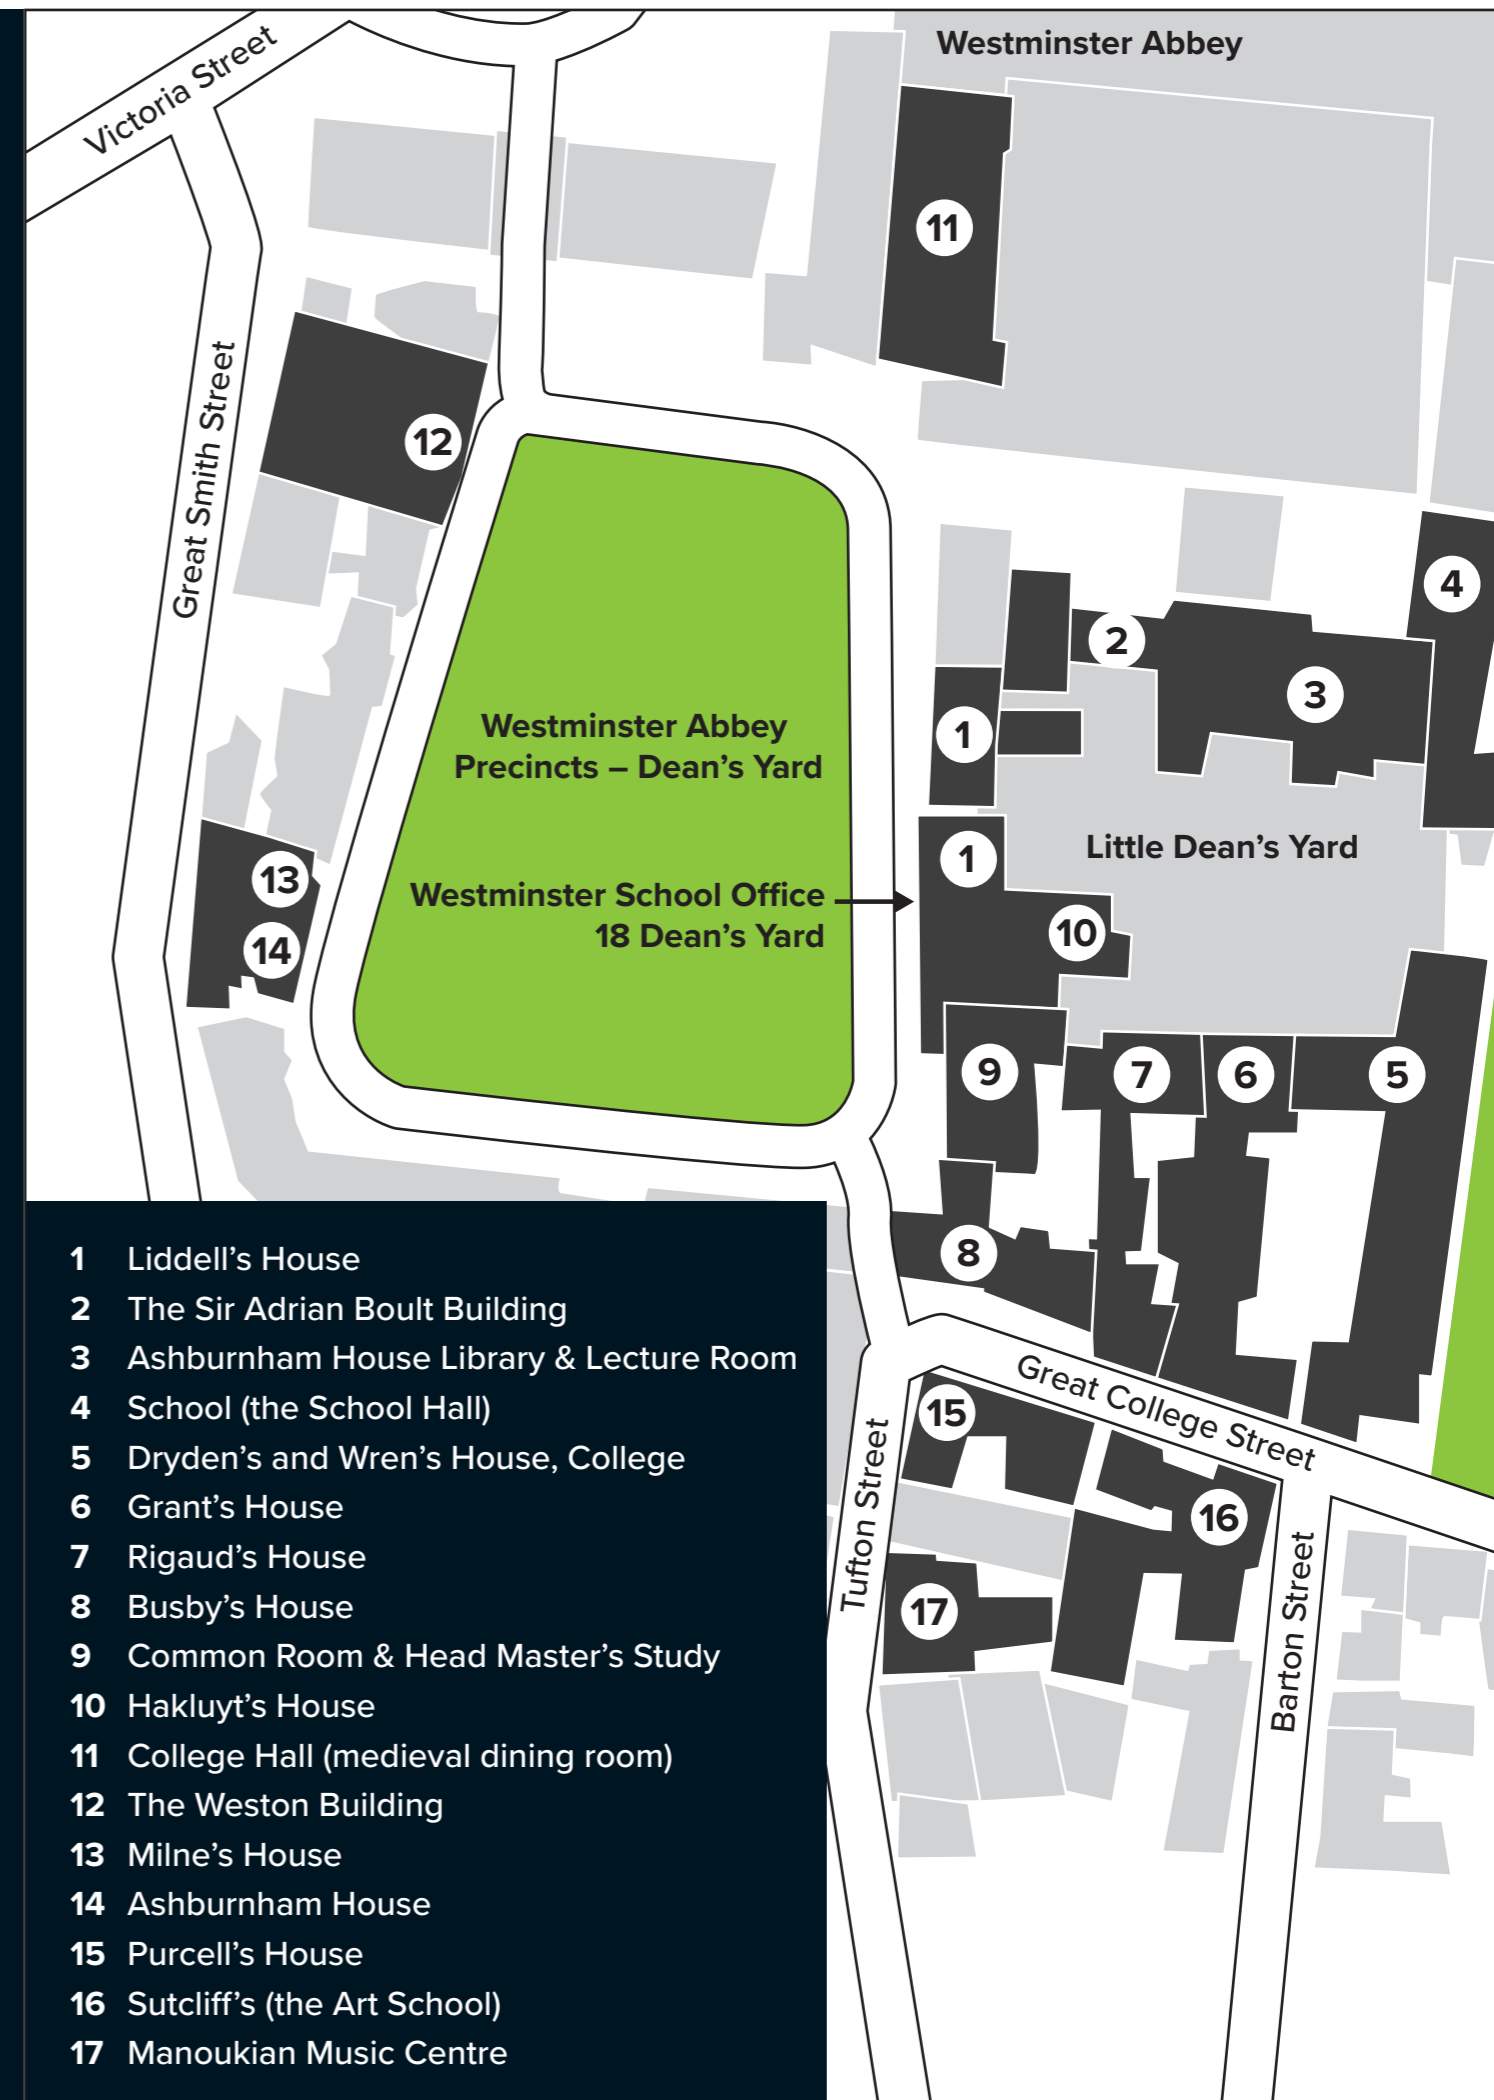 Westminster Abbey
Victoria Street
11
Great Smith Street
12
4
2
3
Westminster Abbey
Precincts – Dean's Yard
1
Little Dean's Yard
1
13
Westminster School Office
18 Dean's Yard
10
14
9
7
6
5
8
Great College Street
15
Tufton Street
16
Barton Street
17
1 Liddell’s House
2 The Sir Adrian Boult Building
3 Ashburnham House Library & Lecture Room
4 School (the School Hall)
5 Dryden’s and Wren’s House, College
6 Grant’s House
7 Rigaud’s House
8 Busby’s House
9 Common Room & Head Master’s Study
10 Hakluyt’s House
11 College Hall (medieval dining room)
12 The Weston Building
13 Milne’s House
14 Ashburnham House
15 Purcell’s House
16 Sutcliff’s (the Art School)
17 Manoukian Music Centre